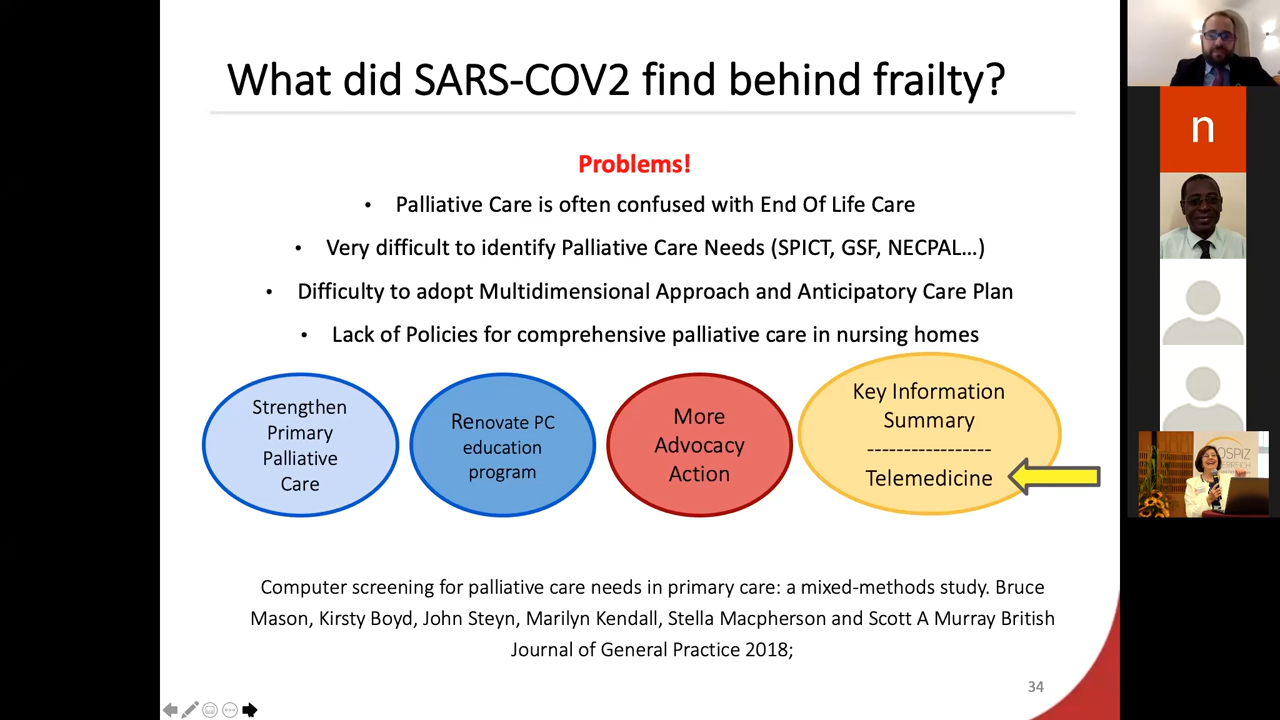 What did SARS-COV2 find behind frailty?
Problems!
• Palliative Care is often confused with End Of Life Care
• Very difficult to identify Palliative Care Needs (SPICT, GSF, NECPAL...)
• Difficulty to adopt Multidimensional Approach and Anticipatory Care Plan
• Lack of Policies for comprehensive palliative care in nursing homes
Strengthen
Primary
Palliative
Care
Renovate PC
education
program
More
Advocacy
Action
Key Information
Summary
-----------------
Telemedicine
Computer screening for palliative care needs in primary care: a mixed-methods study. Bruce
Mason, Kirsty Boyd, John Steyn, Marilyn Kendall, Stella Macpherson and Scott A Murray British
Journal of General Practice 2018;
34
n
OSPIZ